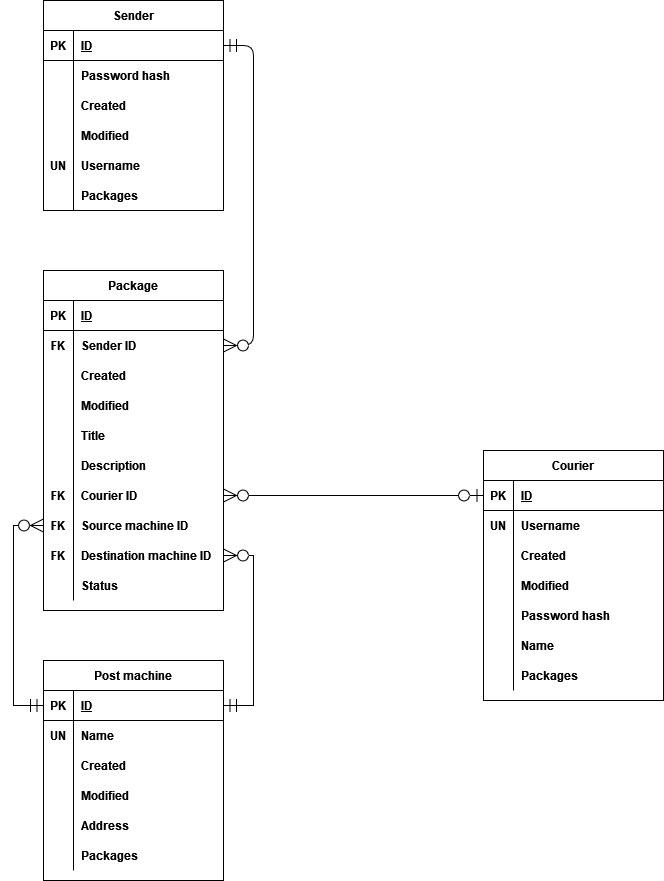 Sender
PK ID
Password hash
Created
Modified
UN Username
Packages
Package
PK ID
FK Sender ID
Created
Modified
Title
Description
FK Courier ID
FK Source machine ID
FK Destination machine ID
Status
Courier
PK ID
UN Username
Created
Modified
Password hash
Name
Packages
Post machine
PK ID
UN Name
Created
Modified
Address
Packages